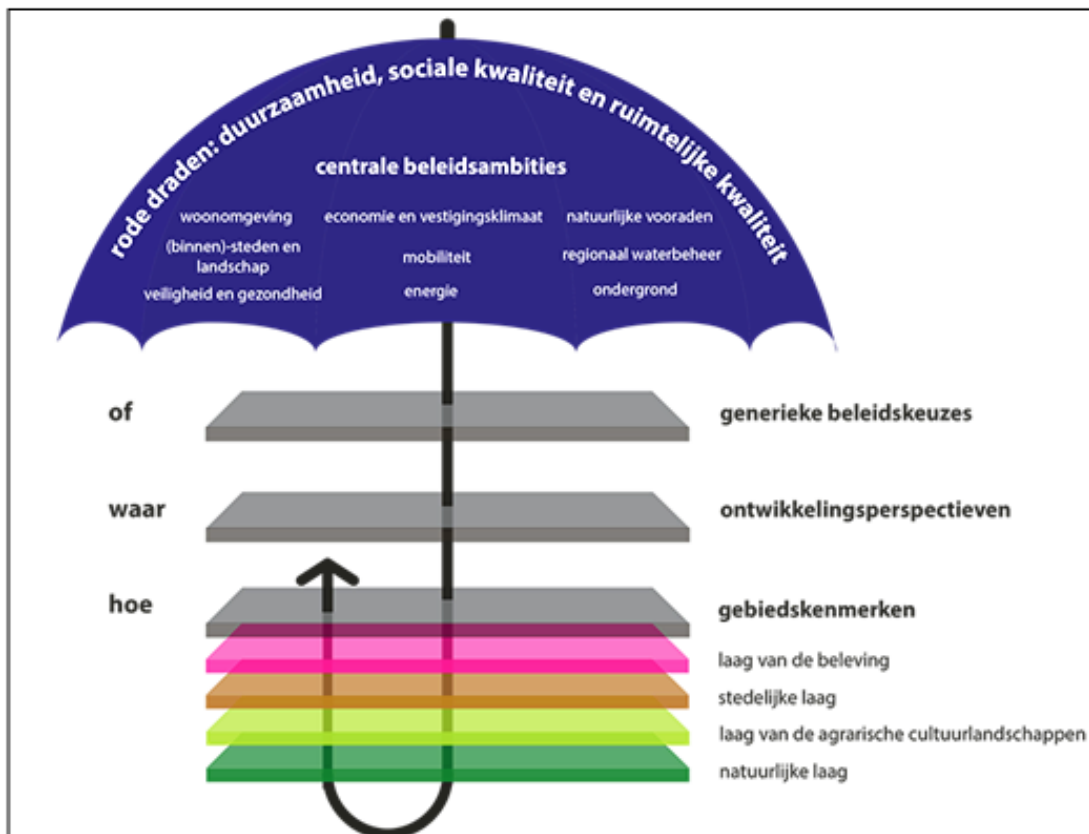 rode draden: duurzaamheid, sociale kwaliteit en ruimtelijke kwaliteit
centrale beleidsambities
woonomgeving
economie en vestigingsklimaat
natuurlijke vooraden
(binnen)-steden en
landschap
mobiliteit
regionaal waterbeheer
veiligheid en gezondheid
energie
ondergrond
of
generieke beleidskeuzes
waar
ontwikkelingsperspectieven
hoe
gebiedskenmerken
laag van de beleving
stedelijke laag
laag van de agrarische cultuurlandschappen
natuurlijke laag